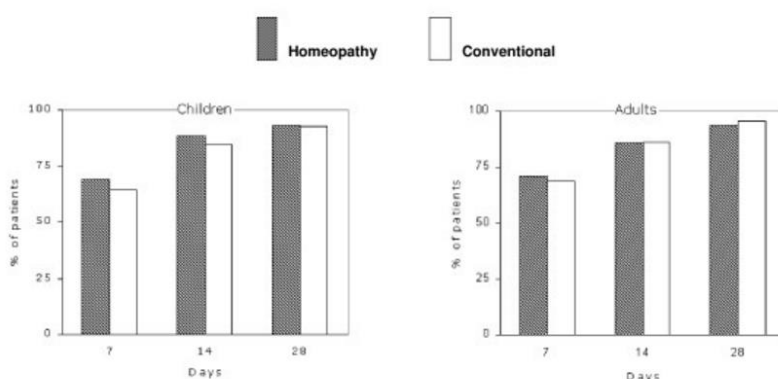 Homeopathy
Conventional
Children
100
75
50
25
0
% of patients
7 14 28
Days
Adults
100
75
50
25
0
% of patients
7 14 28
Days